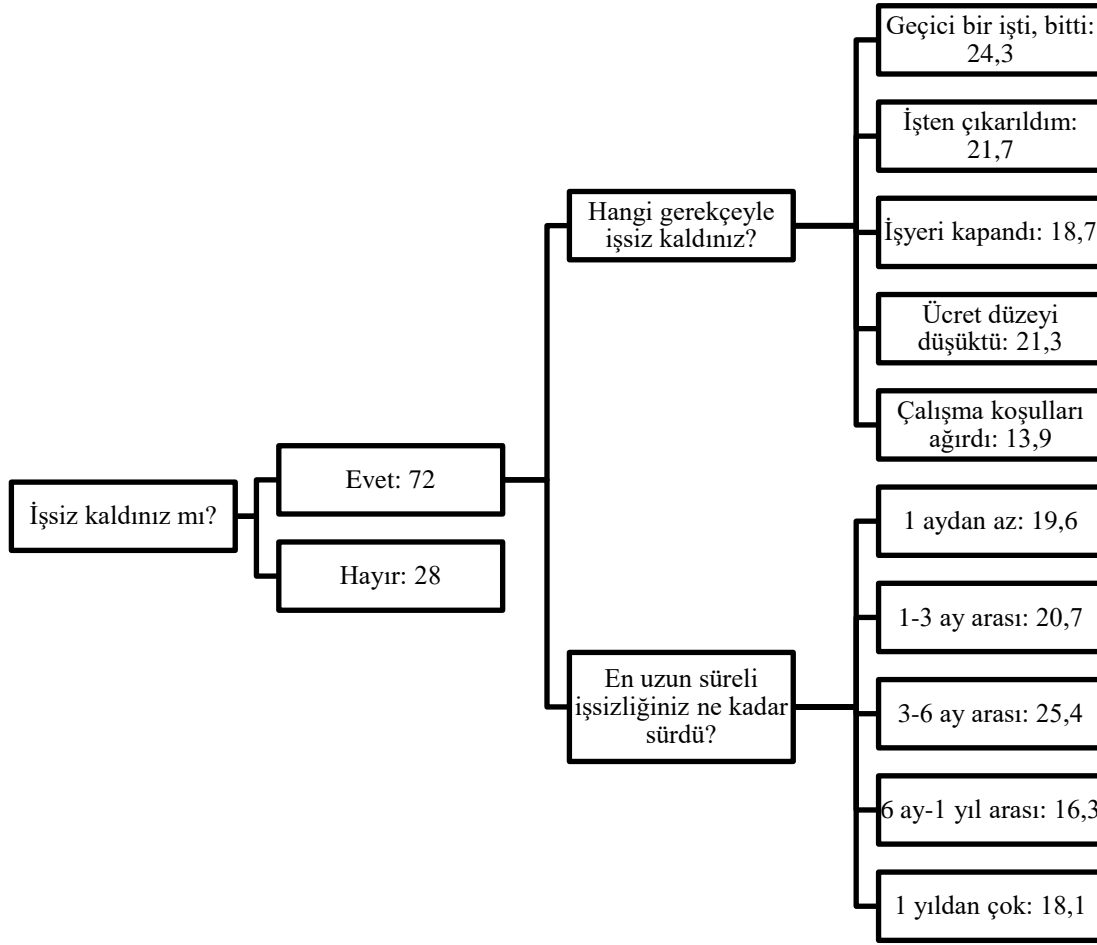 İşsiz kaldınız mı?
Evet: 72
Hayır: 28
Hangi gerekçeyle
işsiz kaldınız?
Geçici bir işti, bitti:
24,3
İşten çıkarıldım:
21,7
İşyeri kapandı: 18,7
Ücret düzeyi
düşüktü: 21,3
Çalışma koşulları
ağırdı: 13,9
En uzun süreli
işsizliğiniz ne kadar
sürdü?
1 aydan az: 19,6
1-3 ay arası: 20,7
3-6 ay arası: 25,4
6 ay-1 yıl arası: 16,3
1 yıldan çok: 18,1